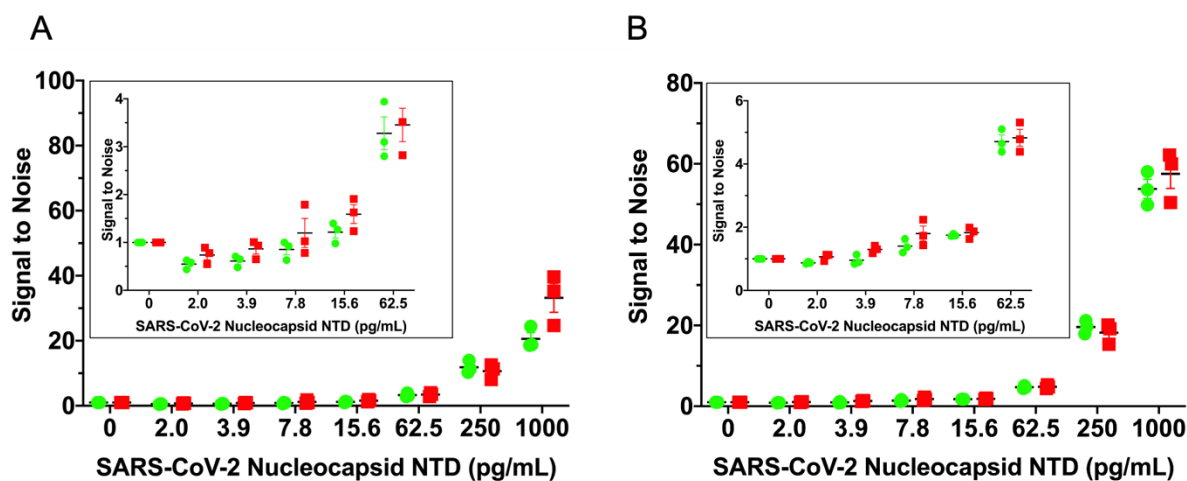 A
B
100
80
60
40
20
0
Signal to Noise
4
3
2
1
0
Signal to Noise
0 2.0 3.9 7.8 15.6 62.5
SARS-CoV-2 Nucleocapsid NTD (pg/mL)
0 2.0 3.9 7.8 15.6 62.5 250 1000
SARS-CoV-2 Nucleocapsid NTD (pg/mL)
80
60
40
20
0
Signal to Noise
6
4
2
0
Signal to Noise
0 2.0 3.9 7.8 15.6 62.5
SARS-CoV-2 Nucleocapsid NTD (pg/mL)
0 2.0 3.9 7.8 15.6 62.5 250 1000
SARS-CoV-2 Nucleocapsid NTD (pg/mL)